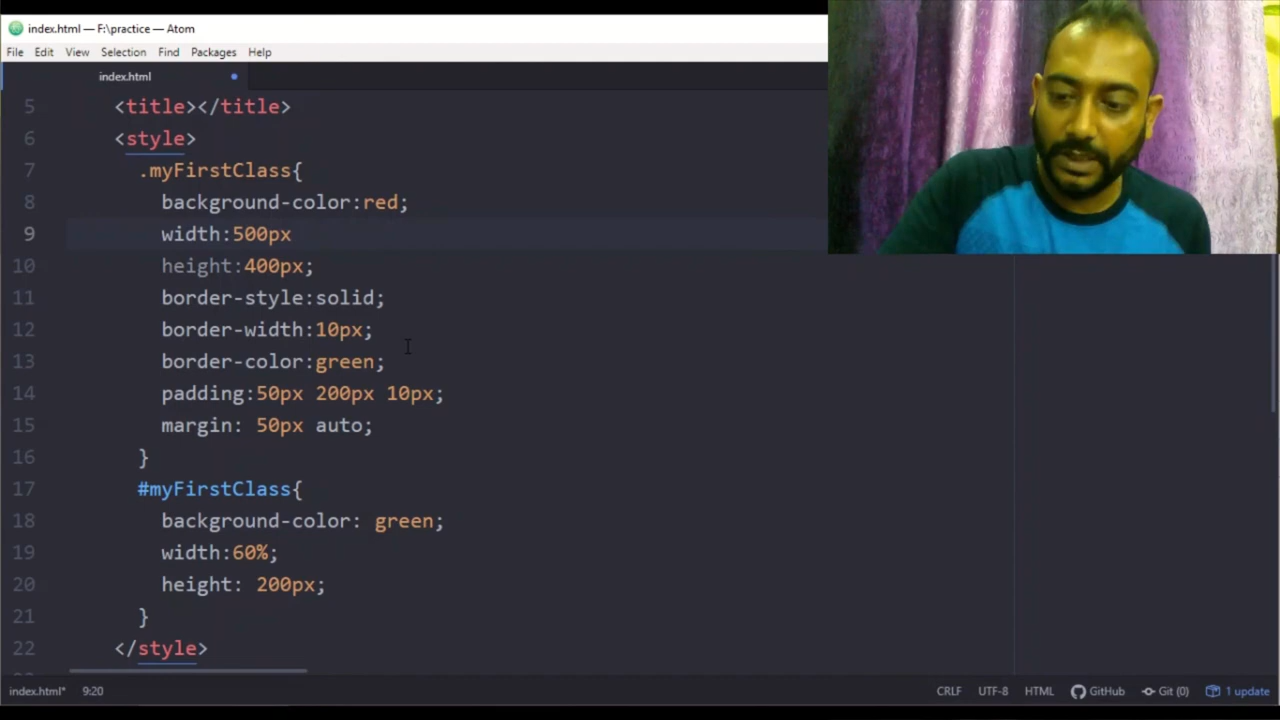 index.html — F:\practice — Atom
File Edit View Selection Find Packages Help
index.html
5 <title></title>
6 <style>
7 .myFirstClass{
8 background-color:red;
9 width:500px
10 height:400px;
11 border-style:solid;
12 border-width:10px;
13 border-color:green;
14 padding:50px 200px 10px;
15 margin: 50px auto;
16 }
17 #myFirstClass{
18 background-color: green;
19 width:60%;
20 height: 200px;
21 }
22 </style>
index.html* 9:20 CRLF UTF-8 HTML GitHub Git (0) 1 update